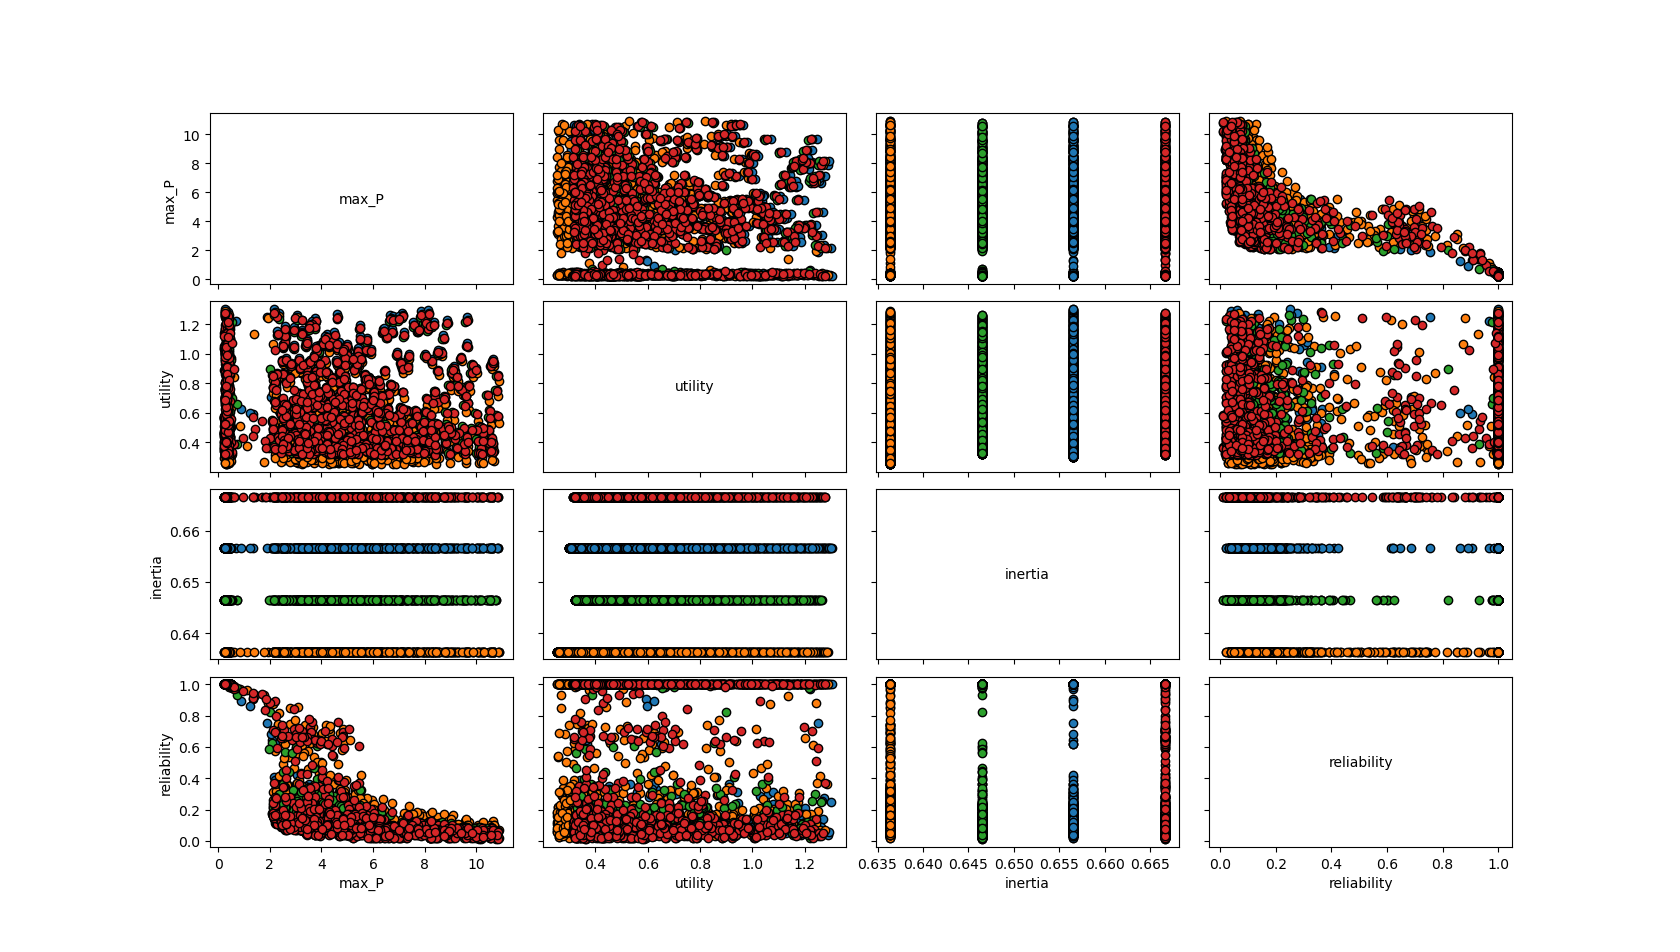 10
8
6
4
2
0
max_P
max_P
1.2
1.0
0.8
0.6
0.4
utility
utility
0.66
0.65
0.64
inertia
inertia
1.0
0.8
0.6
0.4
0.2
0.0
reliability
reliability
0 2 4 6 8 10
0.4 0.6 0.8 1.0 1.2
0.635 0.640 0.645 0.650 0.655 0.660 0.665
0.0 0.2 0.4 0.6 0.8 1.0
max_P utility inertia reliability